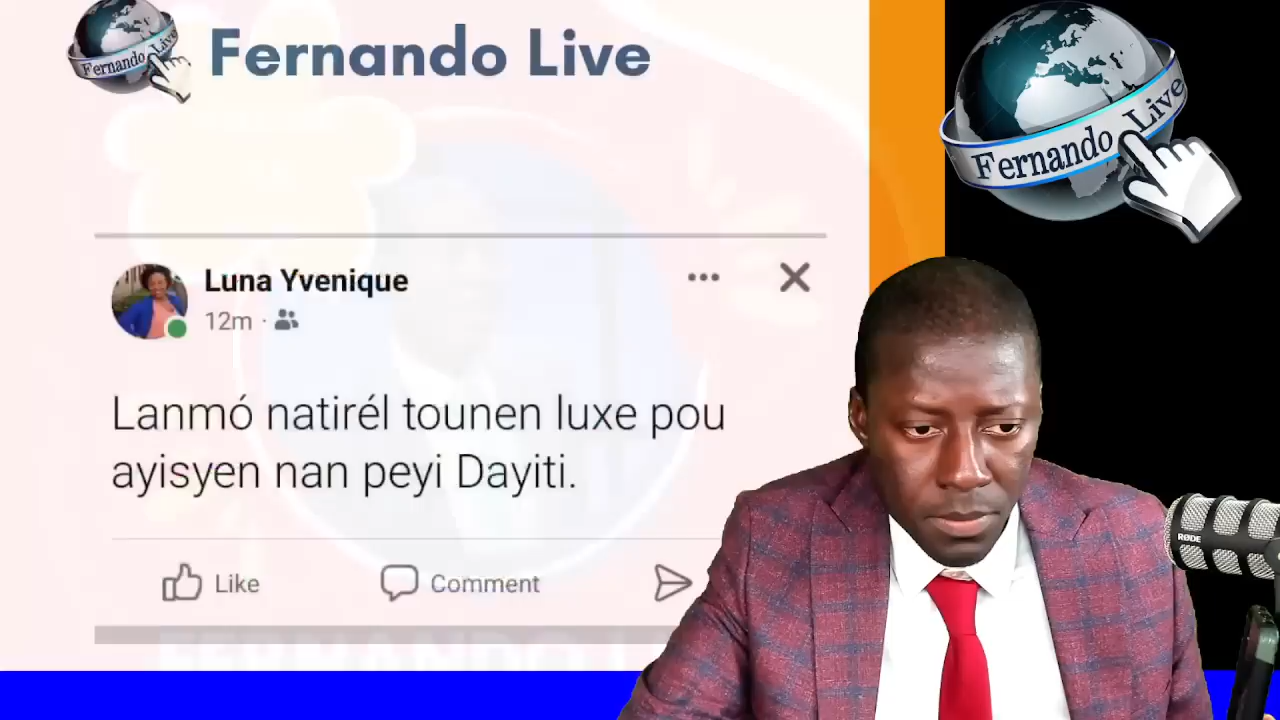 Fernando Live
Fernando Live
Fernando Live
Luna Yvenique
12m ·
Lanmó natirél tounen luxe pou
ayisyen nan peyi Dayiti.
Like
Comment
RØDE
FERNANDO L